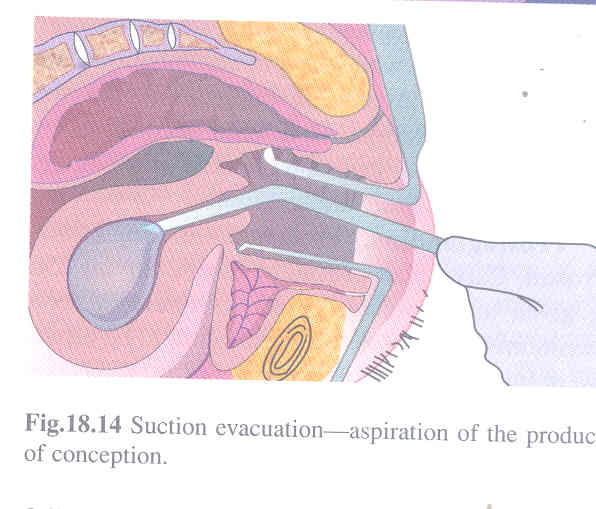 Fig.18.14 Suction evacuation—aspiration of the produc
of conception.